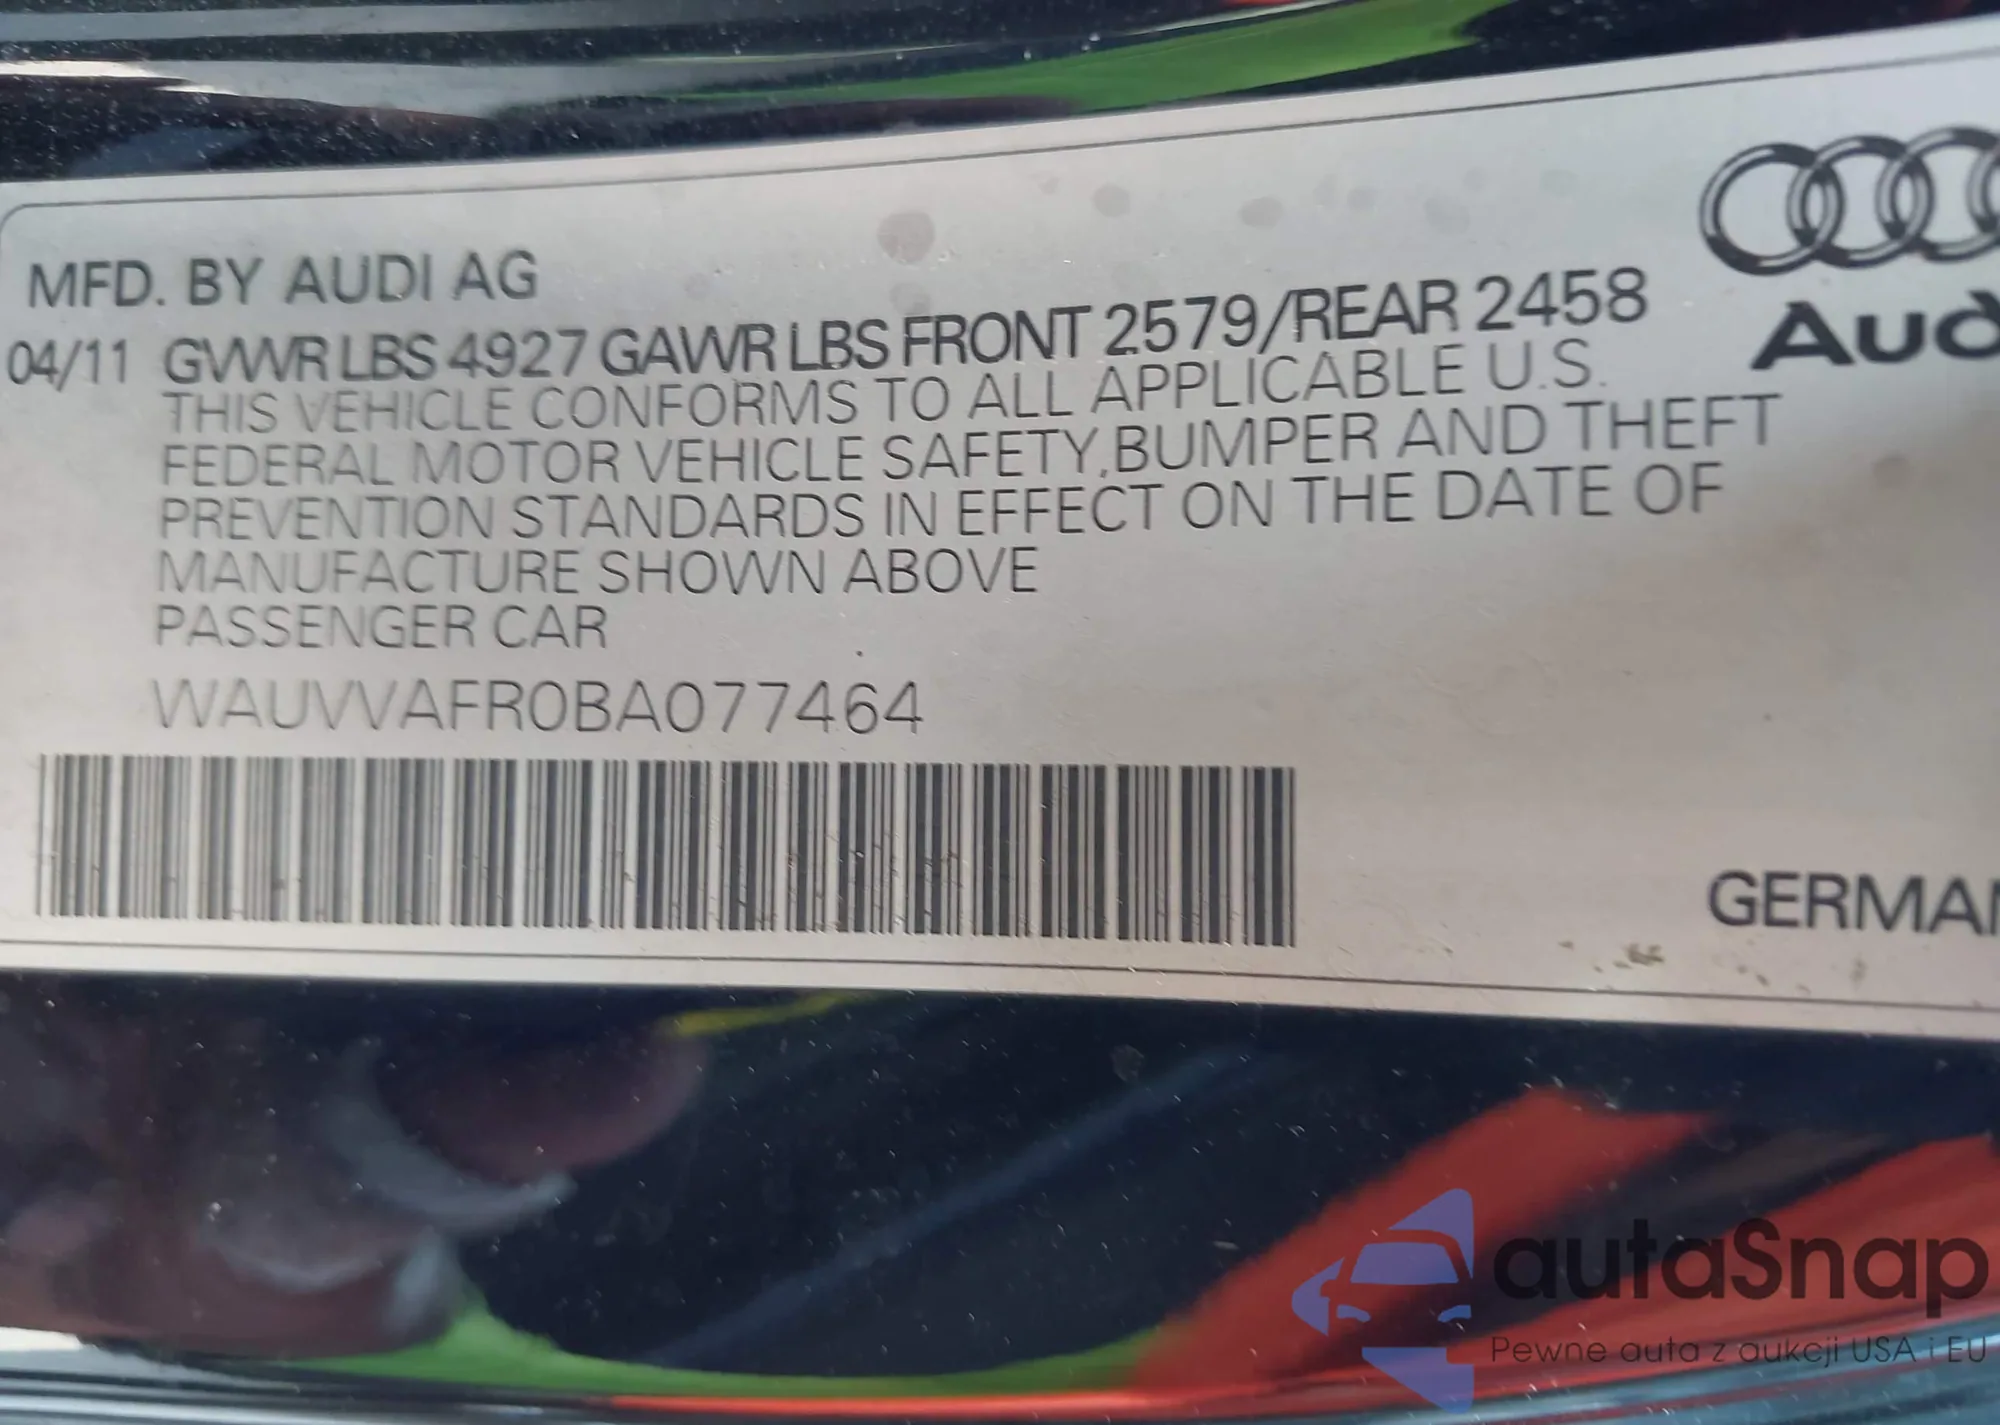 MFD. BY AUDI AG
04/11 GVWR LBS 4927 GAWR LBS FRONT 2579/REAR 2458
THIS VEHICLE CONFORMS TO ALL APPLICABLE U.S.
FEDERAL MOTOR VEHICLE SAFETY,BUMPER AND THEFT
PREVENTION STANDARDS IN EFFECT ON THE DATE OF
MANUFACTURE SHOWN ABOVE
PASSENGER CAR
WAUVVAFR0BA077464
Aud
GERMAN
autaSnap
Pewne auta z aukcji USA i EU